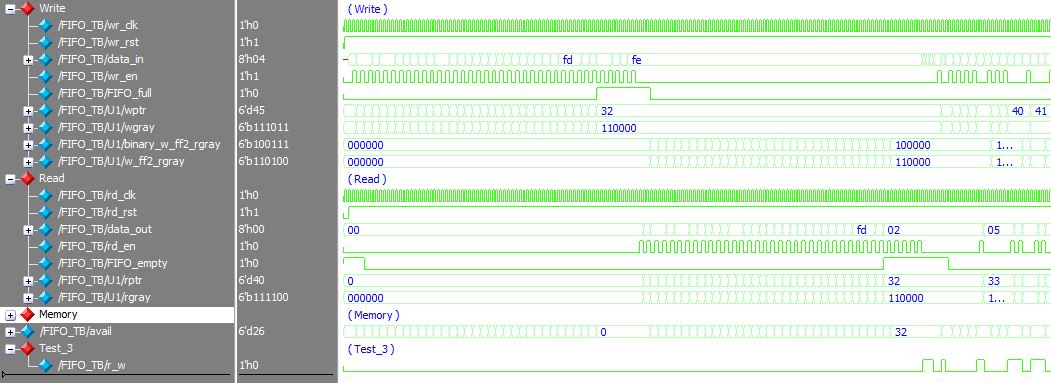 Write ( Write )
/FIFO_TB/wr_clk 1'h0
/FIFO_TB/wr_rst 1'h1
/FIFO_TB/data_in 8'h04 fd fe
/FIFO_TB/wr_en 1'h1
/FIFO_TB/FIFO_full 1'h0
/FIFO_TB/U1/wptr 6'd45 32 40 41
/FIFO_TB/U1/wgray 6'b111011 110000
/FIFO_TB/U1/binary_w_ff2_rgray 6'b100111 000000 100000 1...
/FIFO_TB/U1/w_ff2_rgray 6'b110100 000000 110000 1...
Read ( Read )
/FIFO_TB/rd_clk 1'h0
/FIFO_TB/rd_rst 1'h1
/FIFO_TB/data_out 8'h00 00 fd 02 05
/FIFO_TB/rd_en 1'h0
/FIFO_TB/FIFO_empty 1'h0
/FIFO_TB/U1/rptr 6'd40 0 32 33
/FIFO_TB/U1/rgray 6'b111100 000000 110000 1...
Memory ( Memory )
/FIFO_TB/avail 6'd26 0 32
Test_3 ( Test_3 )
/FIFO_TB/r_w 1'h0